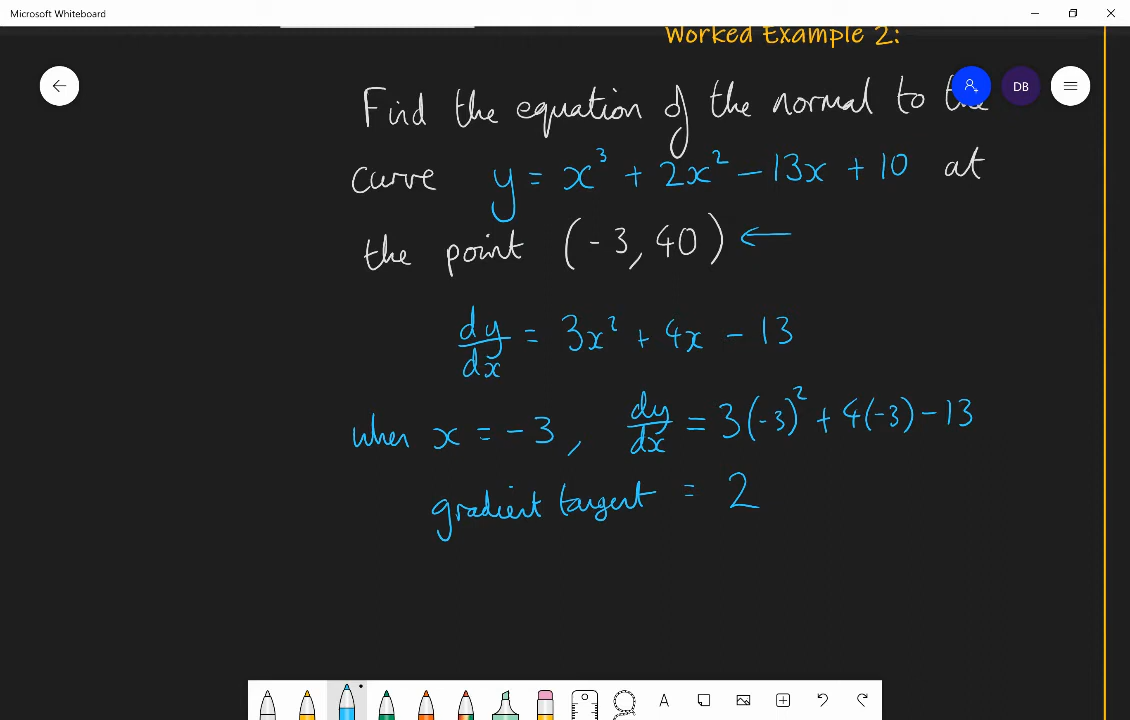 Microsoft Whiteboard
Worked Example 2:
DB
Find the equation of the normal to the
curve y = x³ + 2x² - 13x + 10 at
the point (-3, 40) ←
dy/dx = 3x² + 4x - 13
when x = -3, dy/dx = 3(-3)² + 4(-3) - 13
gradient tangent = 2
A